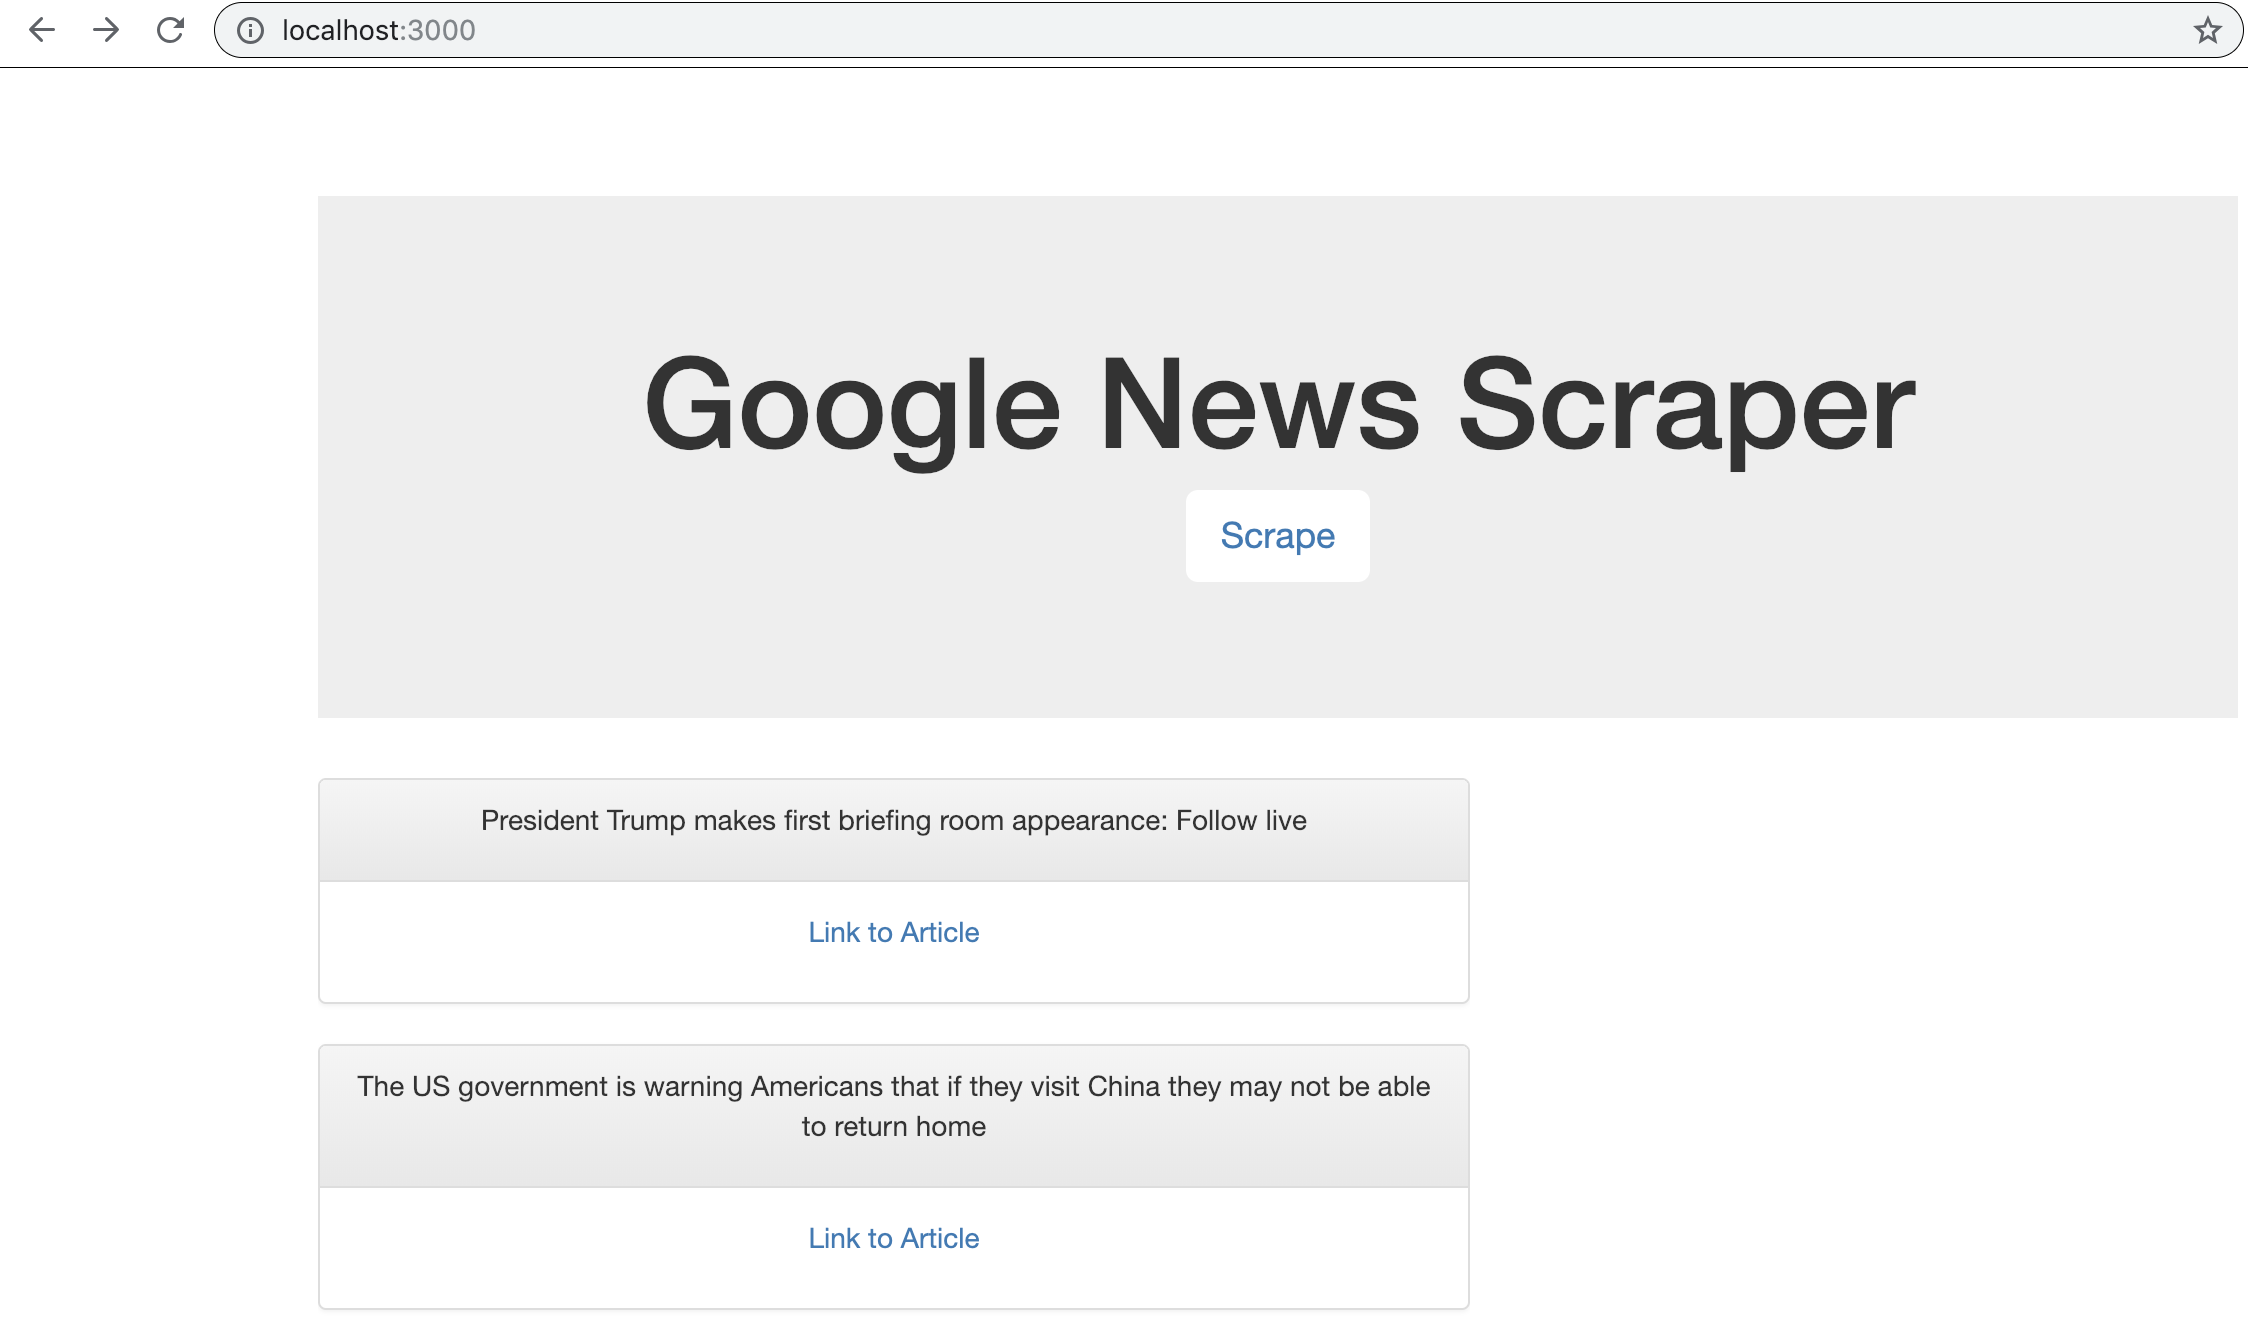 localhost:3000
Google News Scraper
Scrape
President Trump makes first briefing room appearance: Follow live
Link to Article
The US government is warning Americans that if they visit China they may not be able
to return home
Link to Article